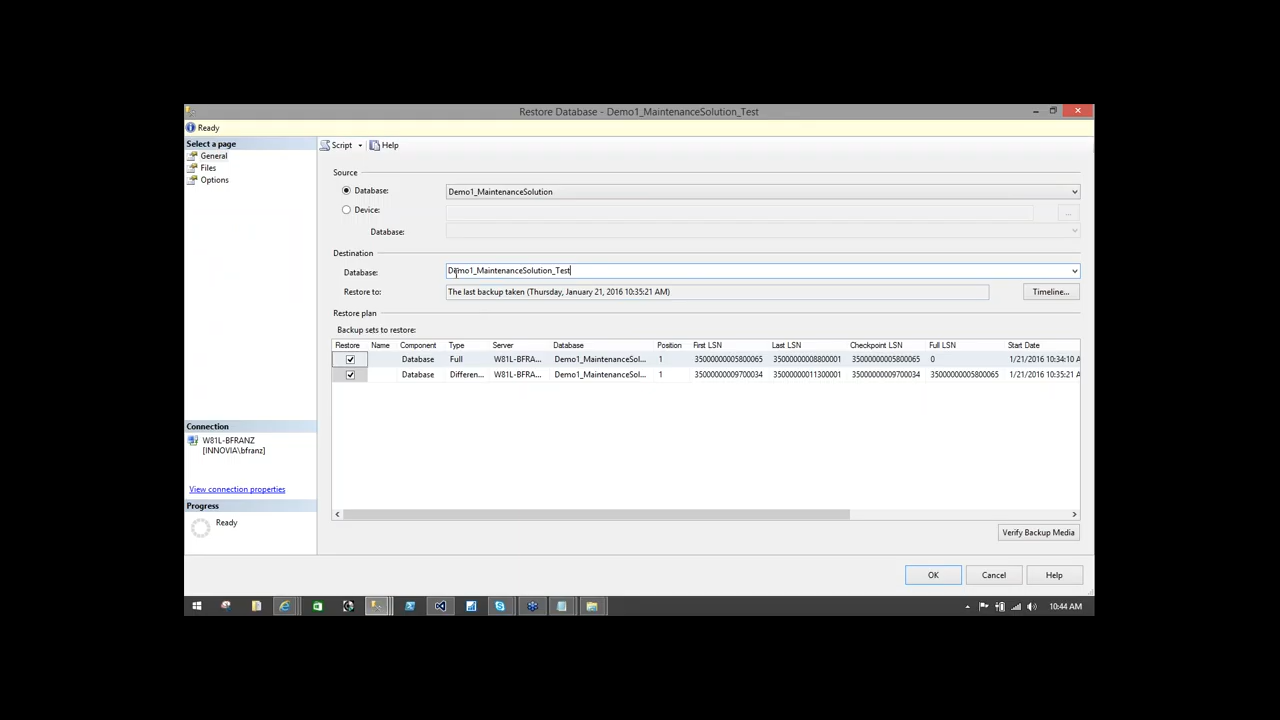 Restore Database - Demo1_MaintenanceSolution_Test
Ready
Select a page
General
Files
Options
Script
Help
Source
Database:
Demo1_MaintenanceSolution
Device:
...
Database:
Destination
Database:
Demo1_MaintenanceSolution_Test
Restore to:
The last backup taken (Thursday, January 21, 2016 10:35:21 AM)
Timeline...
Restore plan
Backup sets to restore:
Restore Name Component Type Server Database Position First LSN Last LSN Checkpoint LSN Full LSN Start Date
Database Full W81L-BFRA... Demo1_MaintenanceSol... 1 35000000005800065 35000000008800001 35000000005800065 0 1/21/2016 10:34:10 A
Database Differen... W81L-BFRA... Demo1_MaintenanceSol... 1 35000000009700034 35000000011300001 35000000009700034 35000000005800065 1/21/2016 10:35:21 A
Connection
W81L-BFRANZ
[INNOVIA\bfranz]
View connection properties
Progress
Ready
Verify Backup Media
OK
Cancel
Help
10:44 AM